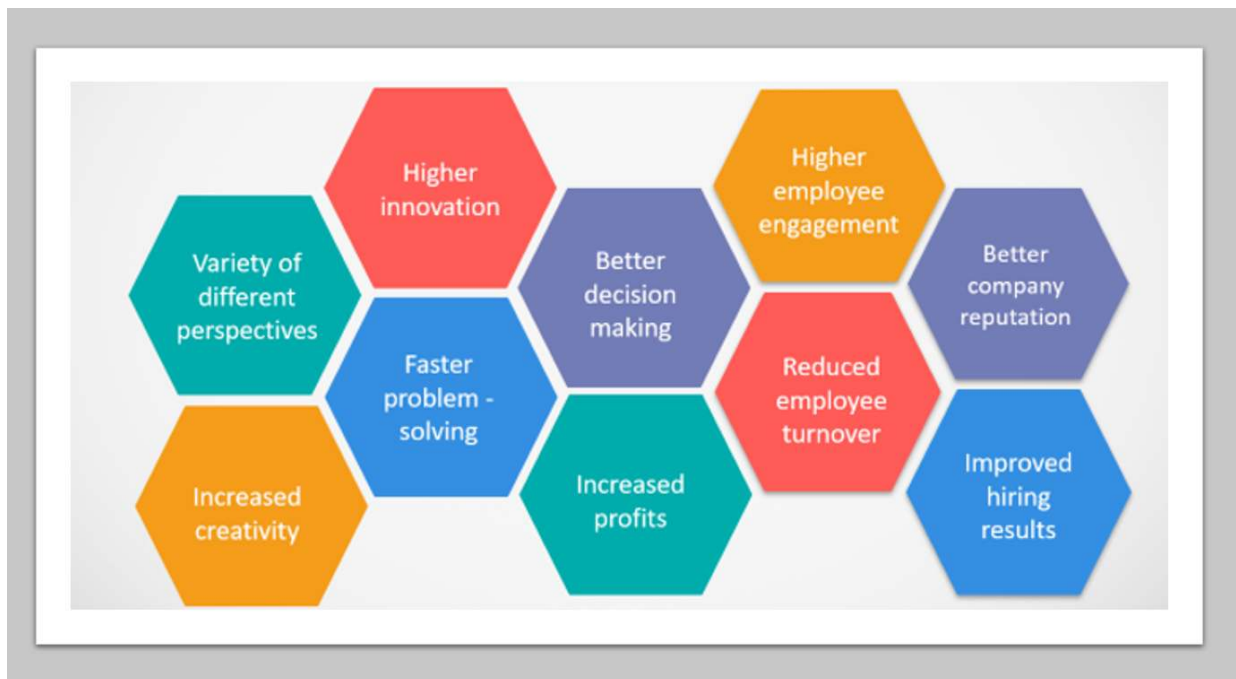 Variety of
different
perspectives
Increased
creativity
Higher
innovation
Faster
problem -
solving
Better
decision
making
Increased
profits
Higher
employee
engagement
Reduced
employee
turnover
Better
company
reputation
Improved
hiring
results